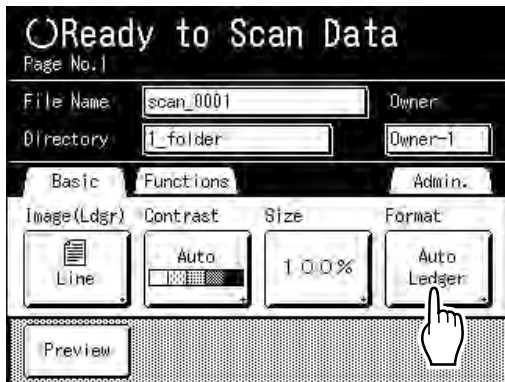 Ready to Scan Data
Page No.1
File Name scan_0001 Owner
Directory 1_folder Owner-1
Basic Functions Admin.
Image(Ldgr) Contrast Size Format
Line Auto 100% Auto Ledger
Preview